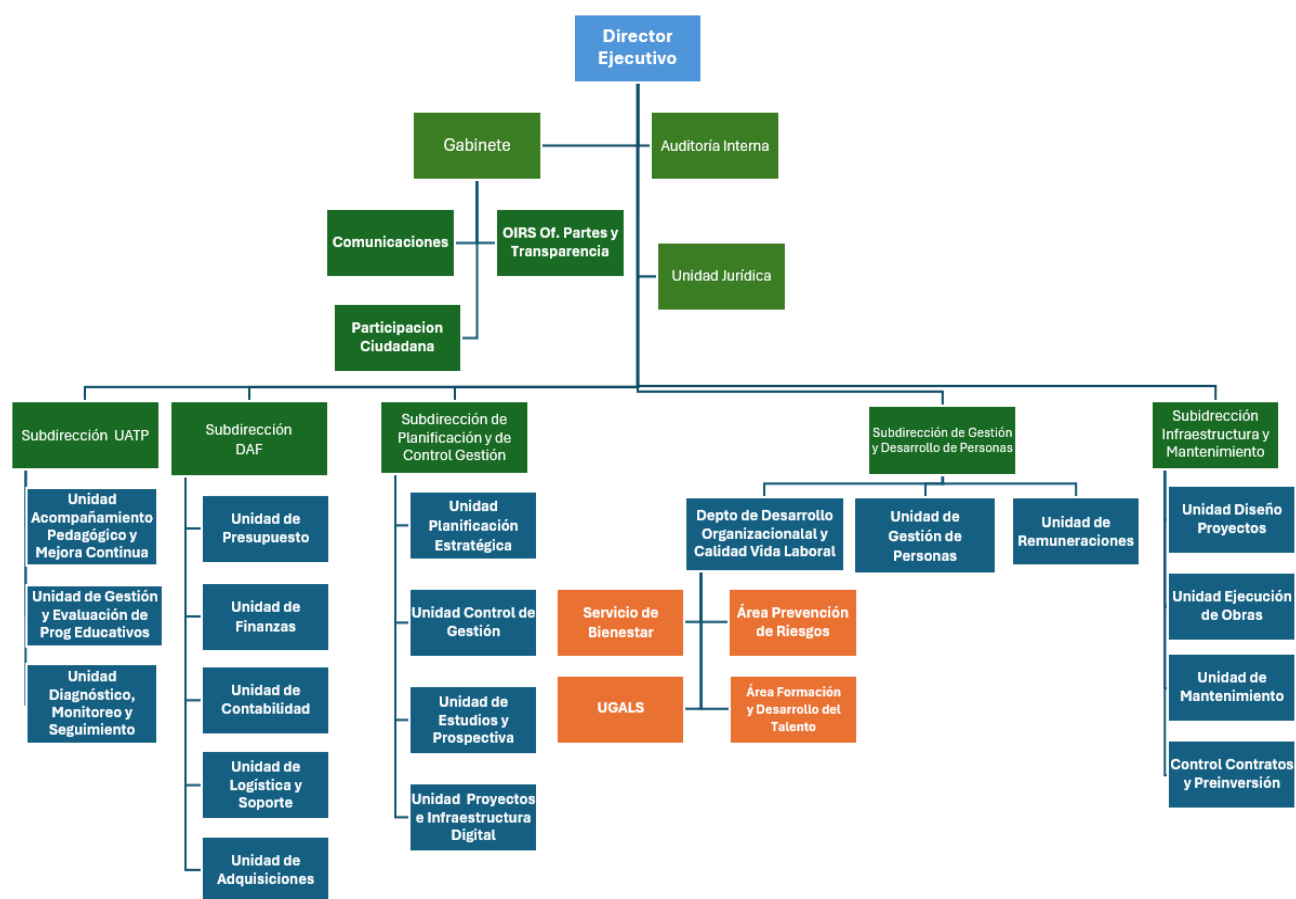 Director
Ejecutivo
Gabinete
Auditoría Interna
Comunicaciones
OIRS Of. Partes y
Transparencia
Unidad Jurídica
Participacion
Ciudadana
Subdirección UATP
Unidad
Acompañamiento
Pedagógico y
Mejora Continua
Unidad de Gestión
y Evaluación de
Prog Educativos
Unidad
Diagnóstico,
Monitoreo y
Seguimiento
Subdirección
DAF
Unidad de
Presupuesto
Unidad de
Finanzas
Unidad de
Contabilidad
Unidad de
Logística y
Soporte
Unidad de
Adquisiciones
Subdirección de
Planificación y de
Control Gestión
Unidad
Planificación
Estratégica
Unidad Control de
Gestión
Unidad de
Estudios y
Prospectiva
Unidad Proyectos
e Infraestructura
Digital
Subdirección de Gestión
y Desarrollo de Personas
Depto de Desarrollo
Organizacionalal y
Calidad Vida Laboral
Servicio de
Bienestar
Área Prevención
de Riesgos
UGALS
Área Formación
y Desarrollo del
Talento
Unidad de
Gestión de
Personas
Unidad de
Remuneraciones
Subidrección
Infraestructura y
Mantenimiento
Unidad Diseño
Proyectos
Unidad Ejecución
de Obras
Unidad de
Mantenimiento
Control Contratos
y Preinversión